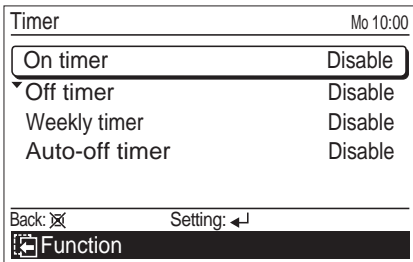 Timer Mo 10:00
On timer Disable
Off timer Disable
Weekly timer Disable
Auto-off timer Disable
Back: Setting:
Function